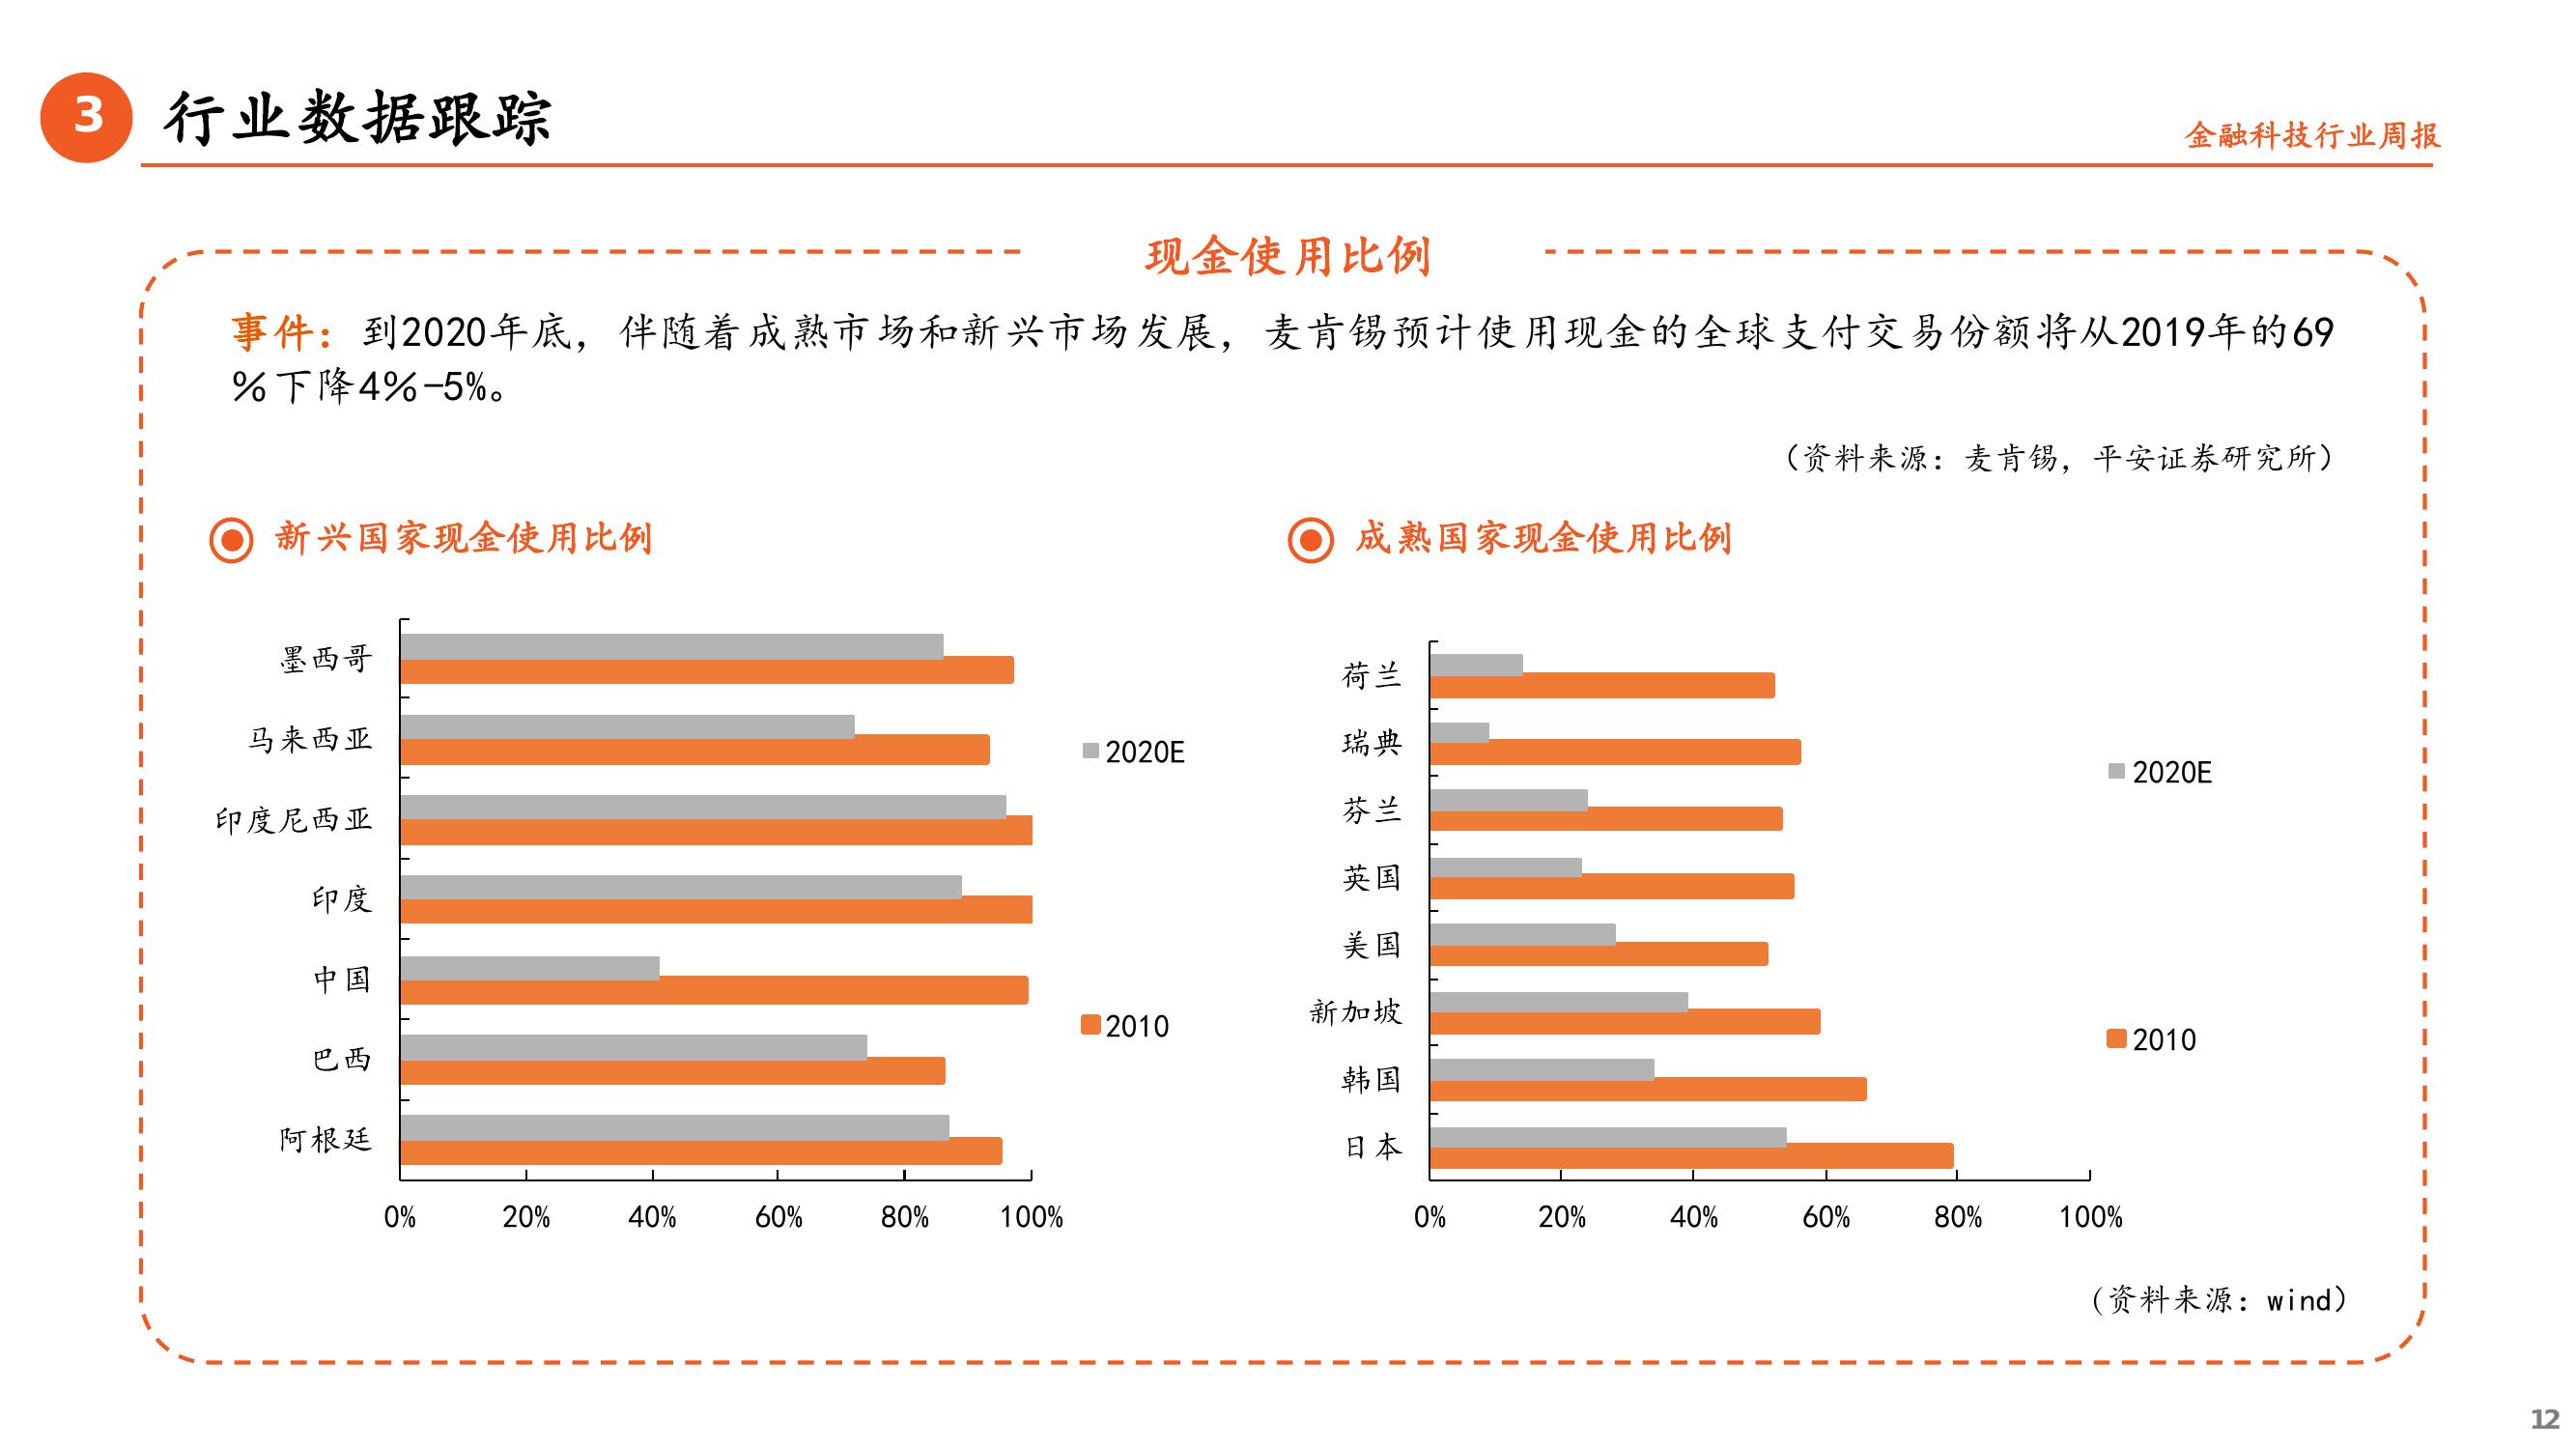 3 行业数据跟踪
金融科技行业周报
现金使用比例
事件：到2020年底，伴随着成熟市场和新兴市场发展，麦肯锡预计使用现金的全球支付交易份额将从2019年的69
%下降4%-5%。
（资料来源：麦肯锡，平安证券研究所）
新兴国家现金使用比例
墨西哥
马来西亚
印度尼西亚
印度
中国
巴西
阿根廷
0% 20% 40% 60% 80% 100%
2020E
2010
成熟国家现金使用比例
荷兰
瑞典
芬兰
英国
美国
新加坡
韩国
日本
0% 20% 40% 60% 80% 100%
2020E
2010
（资料来源：wind）
12